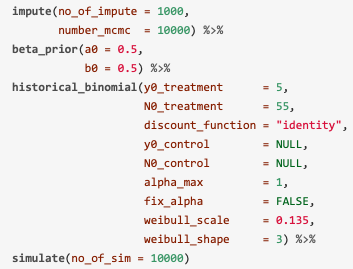 impute(no_of_impute = 1000,
number_mcmc = 10000) %>%
beta_prior(a0 = 0.5,
b0 = 0.5) %>%
historical_binomial(y0_treatment = 5,
N0_treatment = 55,
discount_function = "identity",
y0_control = NULL,
N0_control = NULL,
alpha_max = 1,
fix_alpha = FALSE,
weibull_scale = 0.135,
weibull_shape = 3) %>%
simulate(no_of_sim = 10000)